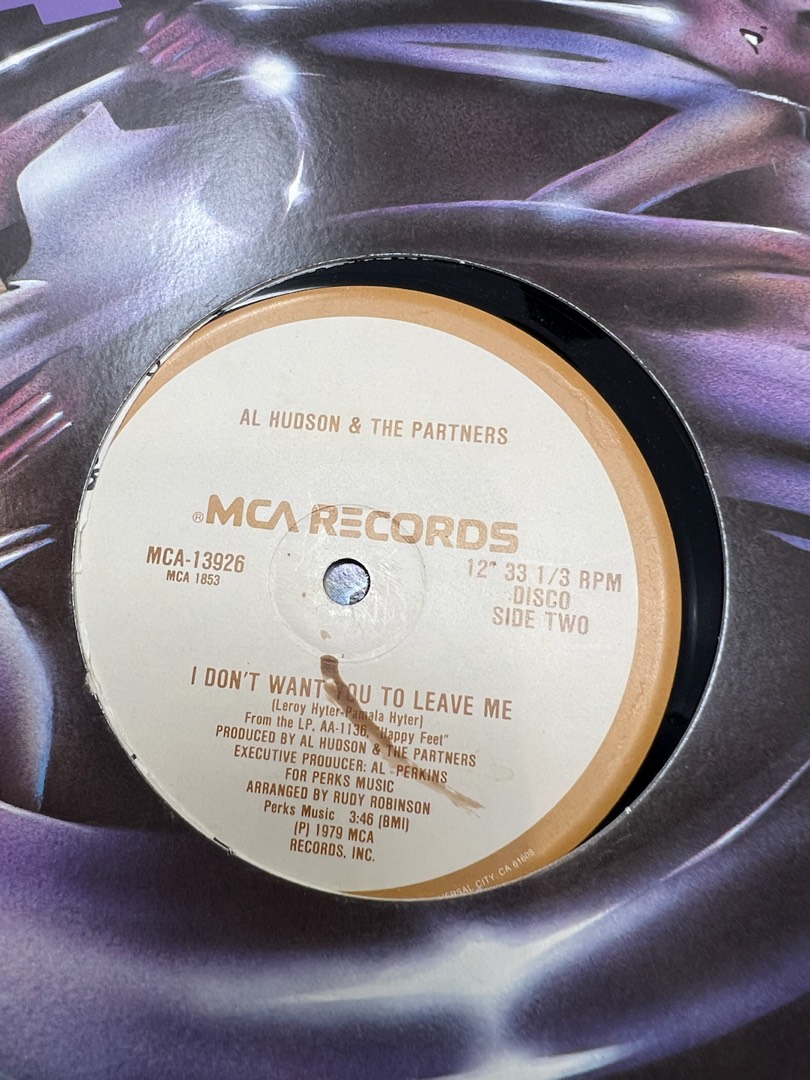 AL HUDSON & THE PARTNERS
®MCA RECORDS
MCA-13926
MCA 1853
12" 33 1/3 RPM
DISCO
SIDE TWO
I DON'T WANT YOU TO LEAVE ME
(Leroy Hyter-Pamala Hyter)
From the LP, AA-1136, "Happy Feet"
PRODUCED BY AL HUDSON & THE PARTNERS
EXECUTIVE PRODUCER: AL PERKINS
FOR PERKS MUSIC
ARRANGED BY RUDY ROBINSON
Perks Music 3:46 (BMI)
(P) 1979 MCA
RECORDS, INC.
CITY, CA 61608